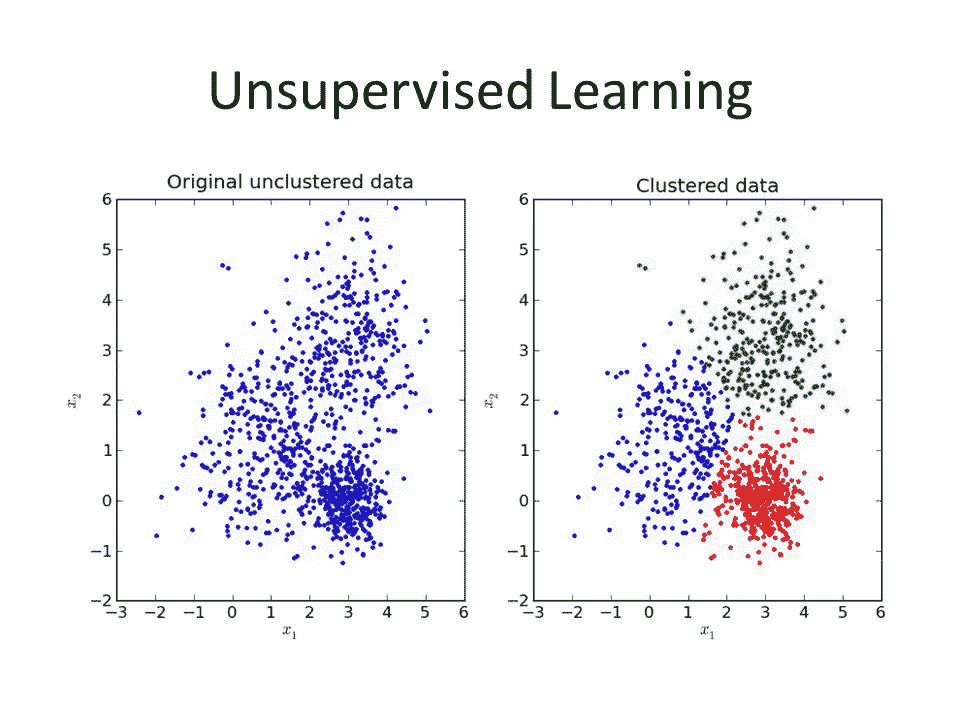 Unsupervised Learning
Original unclustered data
6
5
4
3
2
1
0
−1
−2
x₂
−3 −2 −1 0 1 2 3 4 5 6
x₁
Clustered data
6
5
4
3
2
1
0
−1
−2
x₂
−3 −2 −1 0 1 2 3 4 5 6
x₁